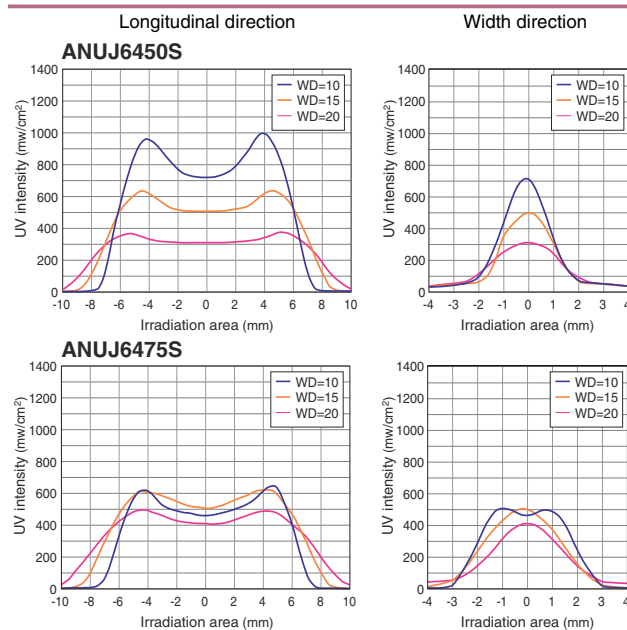 Longitudinal direction
Width direction
ANUJ6450S
UV intensity (mw/cm²)
1400
1200
1000
800
600
400
200
0
WD=10
WD=15
WD=20
-10 -8 -6 -4 -2 0 2 4 6 8 10
Irradiation area (mm)
UV intensity (mw/cm²)
1400
1200
1000
800
600
400
200
0
WD=10
WD=15
WD=20
-4 -3 -2 -1 0 1 2 3 4
Irradiation area (mm)
ANUJ6475S
UV intensity (mw/cm²)
1400
1200
1000
800
600
400
200
0
WD=10
WD=15
WD=20
-10 -8 -6 -4 -2 0 2 4 6 8 10
Irradiation area (mm)
UV intensity (mw/cm²)
1400
1200
1000
800
600
400
200
0
WD=10
WD=15
WD=20
-4 -3 -2 -1 0 1 2 3 4
Irradiation area (mm)